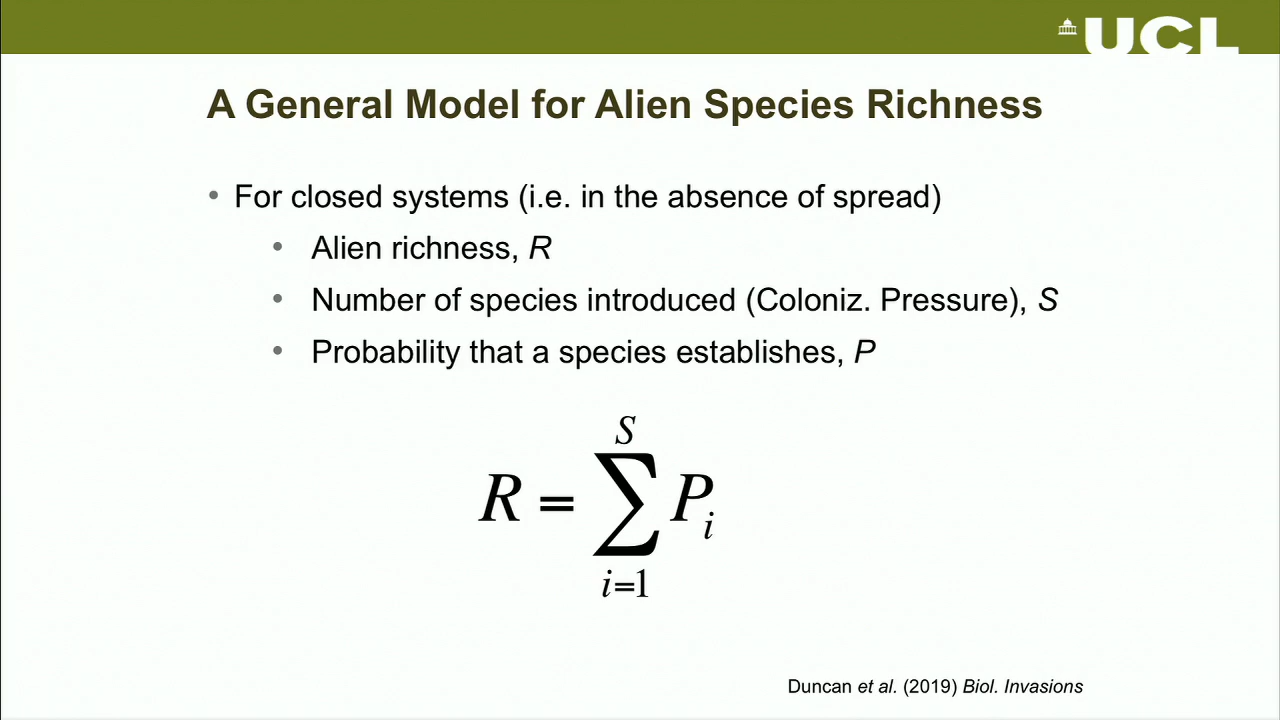 UCL
A General Model for Alien Species Richness
• For closed systems (i.e. in the absence of spread)
• Alien richness, R
• Number of species introduced (Coloniz. Pressure), S
• Probability that a species establishes, P
S
R = ∑ Pi
i=1
Duncan et al. (2019) Biol. Invasions